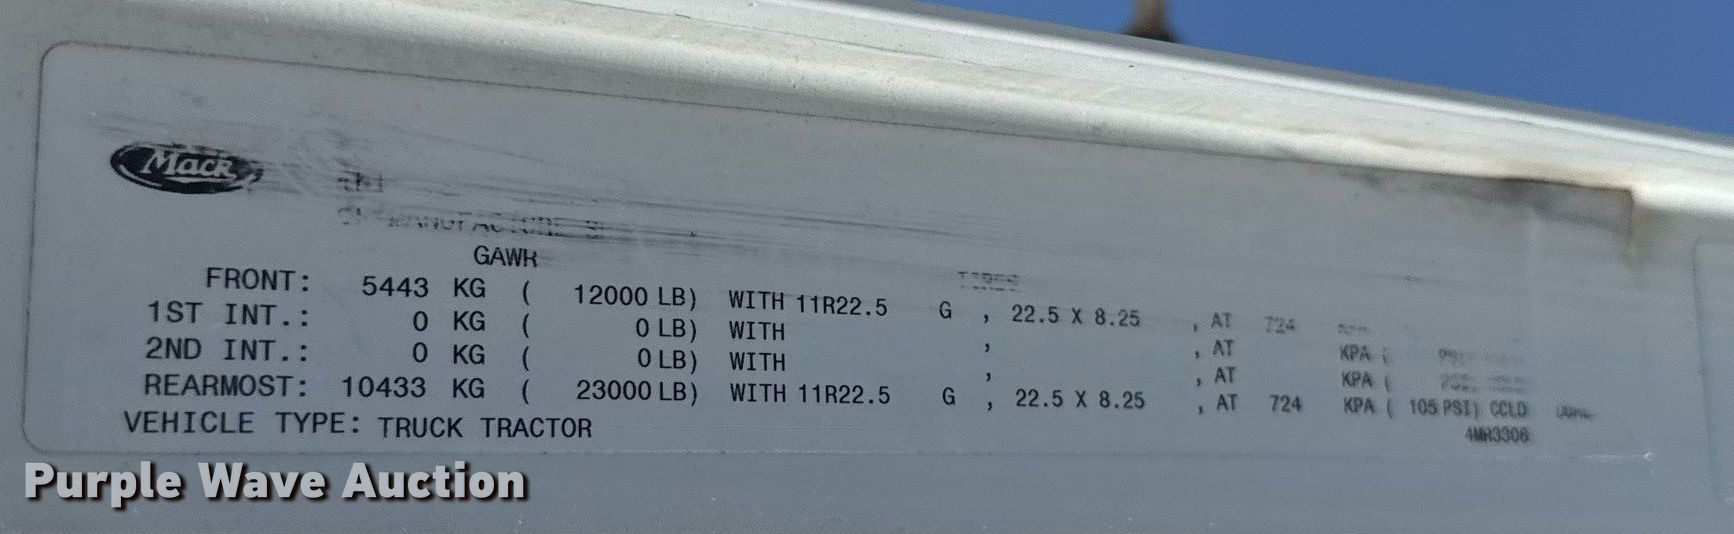 Mack
GAWR TIRES
FRONT: 5443 KG ( 12000 LB) WITH 11R22.5 G , 22.5 X 8.25 , AT 724
1ST INT.: 0 KG ( 0 LB) WITH , , AT KPA (
2ND INT.: 0 KG ( 0 LB) WITH , , AT KPA (
REARMOST: 10433 KG ( 23000 LB) WITH 11R22.5 G , 22.5 X 8.25 , AT 724 KPA ( 105 PSI) COLD
VEHICLE TYPE: TRUCK TRACTOR 4MR3306
Purple Wave Auction